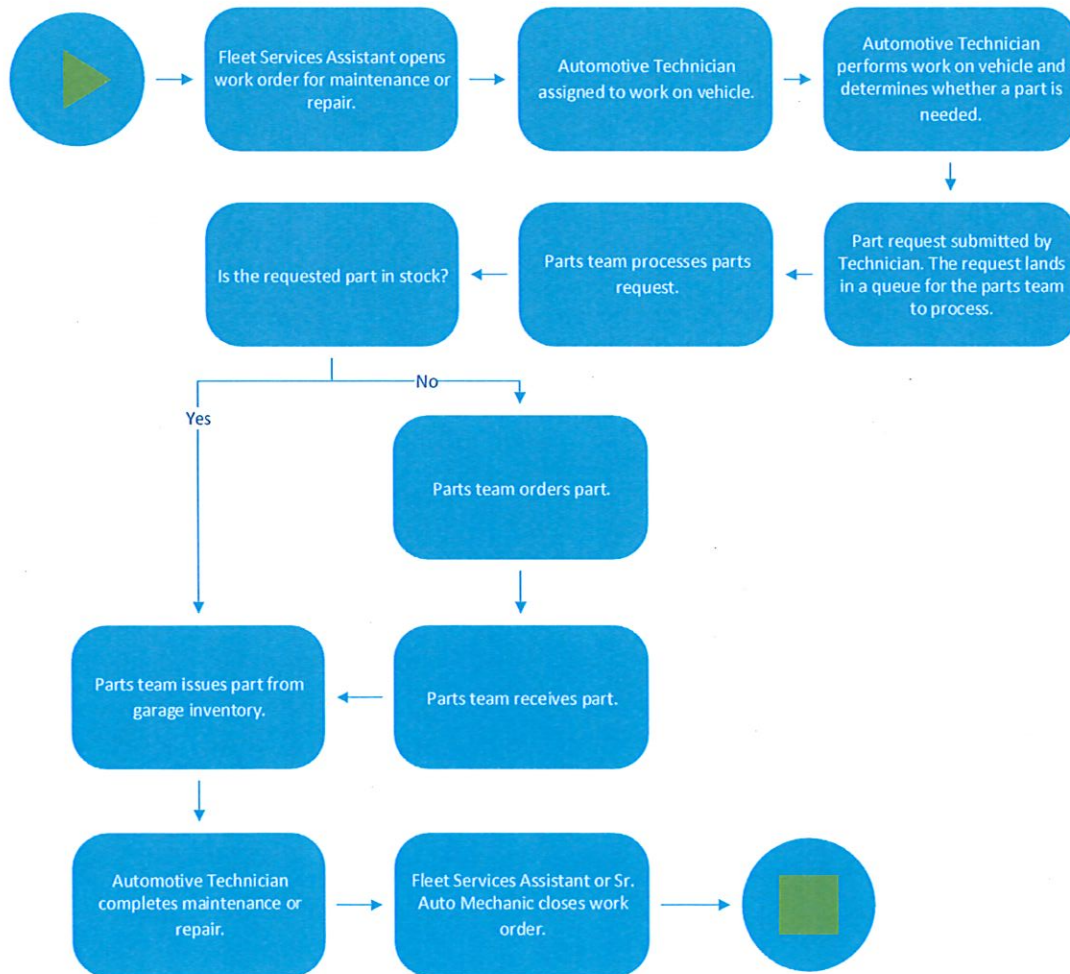 Fleet Services Assistant opens
work order for maintenance or
repair.
Automotive Technician
assigned to work on vehicle.
Automotive Technician
performs work on vehicle and
determines whether a part is
needed.
Part request submitted by
Technician. The request lands
in a queue for the parts team
to process.
Parts team processes parts
request.
Is the requested part in stock?
No
Yes
Parts team orders part.
Parts team receives part.
Parts team issues part from
garage inventory.
Automotive Technician
completes maintenance or
repair.
Fleet Services Assistant or Sr.
Auto Mechanic closes work
order.